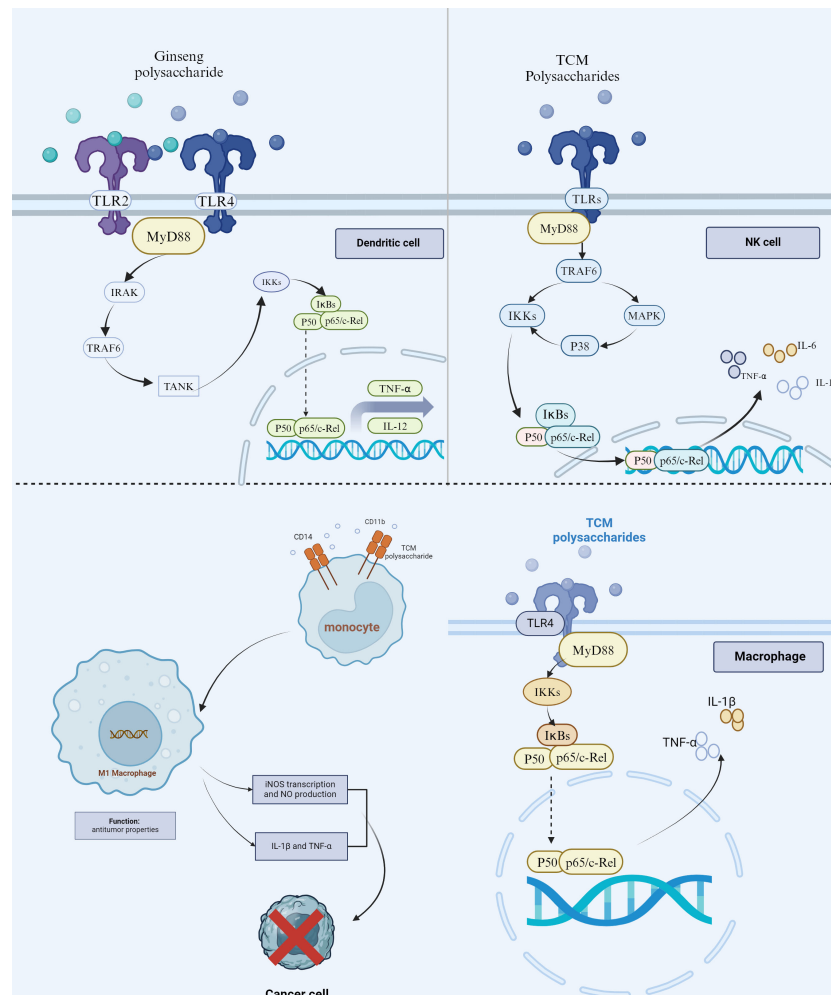 Ginseng
polysaccharide
TLR2
TLR4
MyD88
Dendritic cell
IRAK
TRAF6
TANK
IKKs
IκBs
P50
p65/c-Rel
TNF-α
IL-12
P50
p65/c-Rel
TCM
Polysaccharides
TLRs
MyD88
NK cell
TRAF6
IKKs
MAPK
P38
IκBs
P50
p65/c-Rel
P50
p65/c-Rel
IL-6
TNF-α
CD14
CD11b
TCM
polysaccharide
monocyte
M1 Macrophage
Function:
antitumor properties
iNOS transcription
and NO production
IL-1β and TNF-α
Cancer cell
TCM
polysaccharides
TLR4
MyD88
Macrophage
IKKs
IκBs
P50
p65/c-Rel
IL-1β
TNF-α
P50
p65/c-Rel